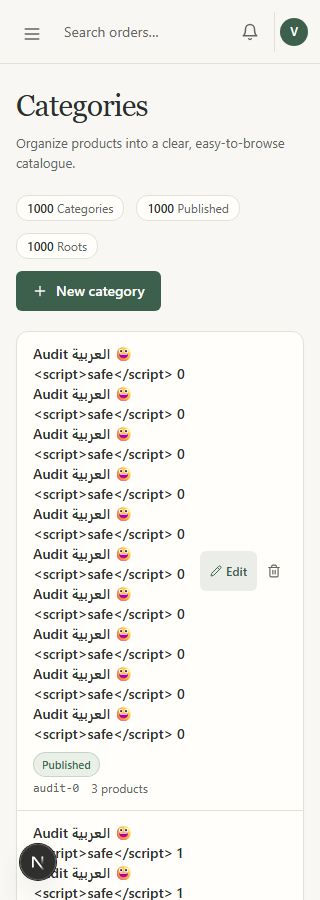 Search orders...
V
Categories
Organize products into a clear, easy-to-browse
catalogue.
1000 Categories
1000 Published
1000 Roots
+ New category
Audit العربية 😀
<script>safe</script> 0
Audit العربية 😀
<script>safe</script> 0
Audit العربية 😀
<script>safe</script> 0
Audit العربية 😀
<script>safe</script> 0
Audit العربية 😀
<script>safe</script> 0
Audit العربية 😀
<script>safe</script> 0
Audit العربية 😀
<script>safe</script> 0
Audit العربية 😀
<script>safe</script> 0
Audit العربية 😀
<script>safe</script> 0
Audit العربية 😀
<script>safe</script> 0
Edit
Published
audit-0 3 products
Audit العربية 😀
script>safe</script> 1
N
udit العربية 😀
<script>safe</script> 1